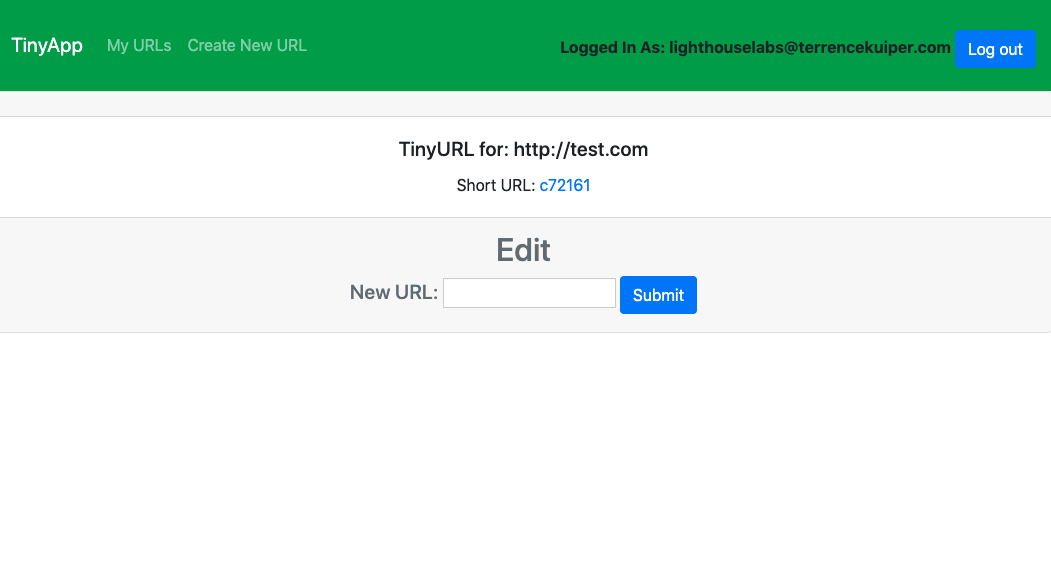 TinyApp My URLs Create New URL Logged In As: lighthouselabs@terrencekuiper.com Log out
TinyURL for: http://test.com
Short URL: c72161
Edit
New URL: Submit